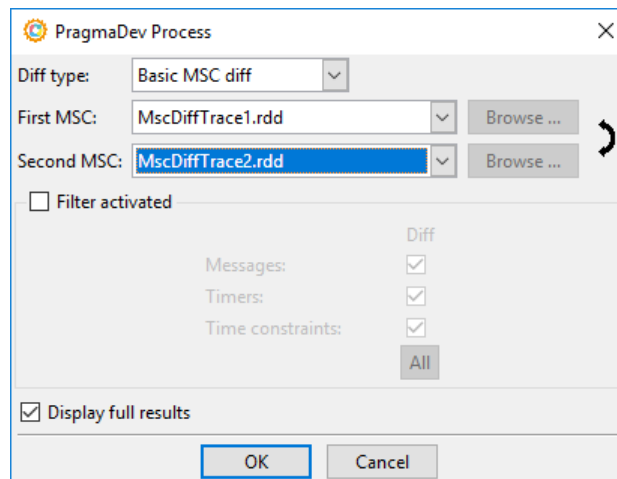 PragmaDev Process
Diff type: Basic MSC diff
First MSC: MscDiffTrace1.rdd Browse ...
Second MSC: MscDiffTrace2.rdd Browse ...
Filter activated
Diff
Messages:
Timers:
Time constraints:
All
Display full results
OK Cancel